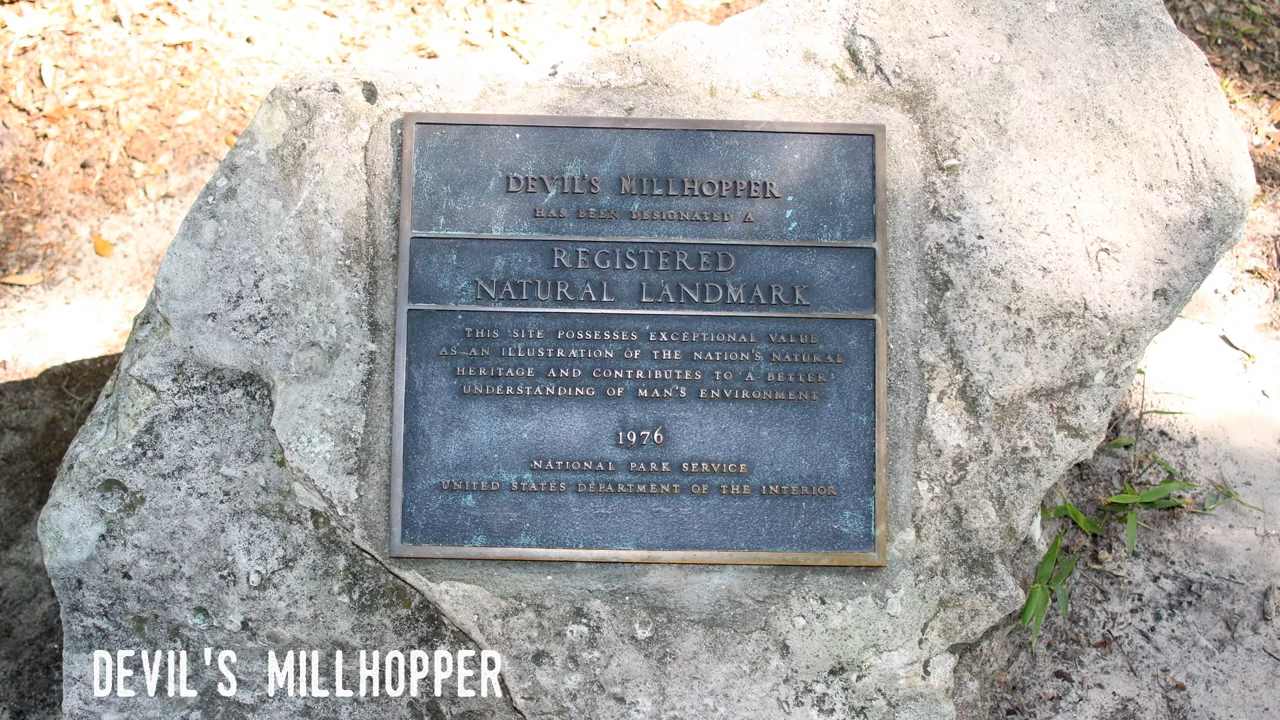 DEVIL'S MILLHOPPER
HAS BEEN DESIGNATED A
REGISTERED
NATURAL LANDMARK
THIS SITE POSSESSES EXCEPTIONAL VALUE
AS AN ILLUSTRATION OF THE NATION'S NATURAL
HERITAGE AND CONTRIBUTES TO A BETTER
UNDERSTANDING OF MAN'S ENVIRONMENT
1976
NATIONAL PARK SERVICE
UNITED STATES DEPARTMENT OF THE INTERIOR
DEVIL'S MILLHOPPER